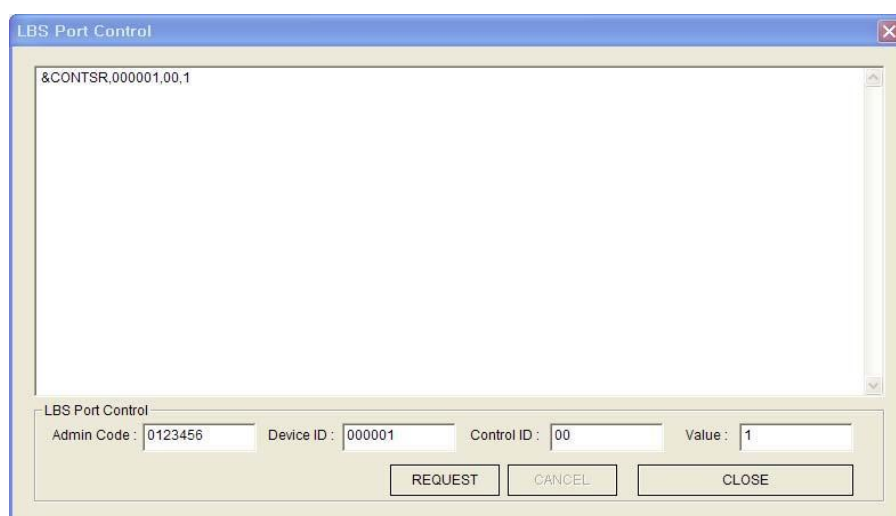 LBS Port Control
&CONTSR,000001,00,1
LBS Port Control
Admin Code : 0123456 Device ID : 000001 Control ID : 00 Value : 1
REQUEST CANCEL CLOSE